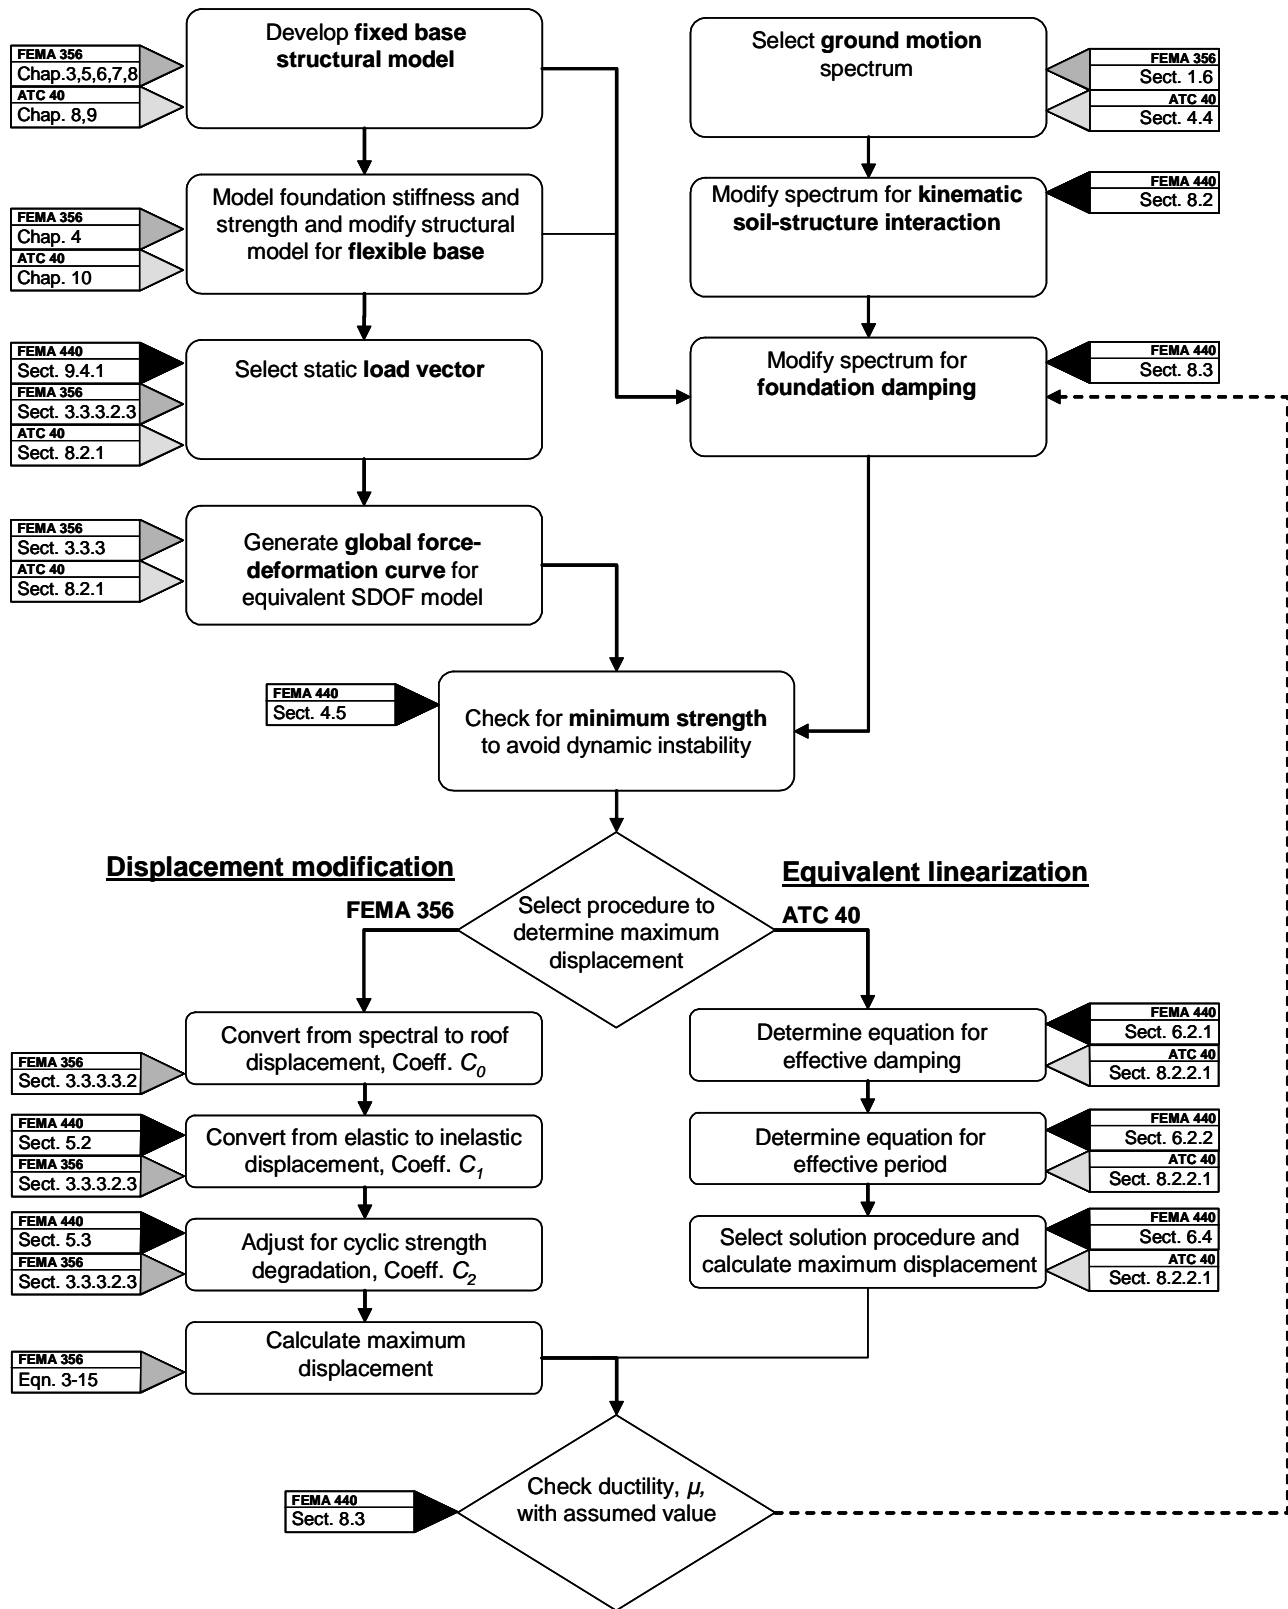 Develop fixed base
structural model
FEMA 356
Chap.3,5,6,7,8
ATC 40
Chap. 8,9
Select ground motion
spectrum
FEMA 356
Sect. 1.6
ATC 40
Sect. 4.4
Model foundation stiffness and
strength and modify structural
model for flexible base
FEMA 356
Chap. 4
ATC 40
Chap. 10
Modify spectrum for kinematic
soil-structure interaction
FEMA 440
Sect. 8.2
FEMA 440
Sect. 9.4.1
FEMA 356
Sect. 3.3.3.2.3
ATC 40
Sect. 8.2.1
Select static load vector
Modify spectrum for
foundation damping
FEMA 440
Sect. 8.3
FEMA 356
Sect. 3.3.3
ATC 40
Sect. 8.2.1
Generate global force-
deformation curve for
equivalent SDOF model
FEMA 440
Sect. 4.5
Check for minimum strength
to avoid dynamic instability
Displacement modification
Equivalent linearization
FEMA 356
ATC 40
Select procedure to
determine maximum
displacement
Convert from spectral to roof
displacement, Coeff. C0
FEMA 356
Sect. 3.3.3.3.2
Determine equation for
effective damping
FEMA 440
Sect. 6.2.1
ATC 40
Sect. 8.2.2.1
FEMA 440
Sect. 5.2
FEMA 356
Sect. 3.3.3.2.3
Convert from elastic to inelastic
displacement, Coeff. C1
Determine equation for
effective period
FEMA 440
Sect. 6.2.2
ATC 40
Sect. 8.2.2.1
FEMA 440
Sect. 5.3
FEMA 356
Sect. 3.3.3.2.3
Adjust for cyclic strength
degradation, Coeff. C2
Select solution procedure and
calculate maximum displacement
FEMA 440
Sect. 6.4
ATC 40
Sect. 8.2.2.1
Calculate maximum
displacement
FEMA 356
Eqn. 3-15
Check ductility, μ,
with assumed value
FEMA 440
Sect. 8.3